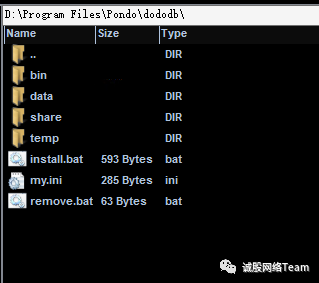 D:\Program Files\Pondo\dododb\
Name Size Type
.. DIR
bin DIR
data DIR
share DIR
temp DIR
install.bat 593 Bytes bat
my.ini 285 Bytes ini
remove.bat 63 Bytes bat
诚殷网络Team